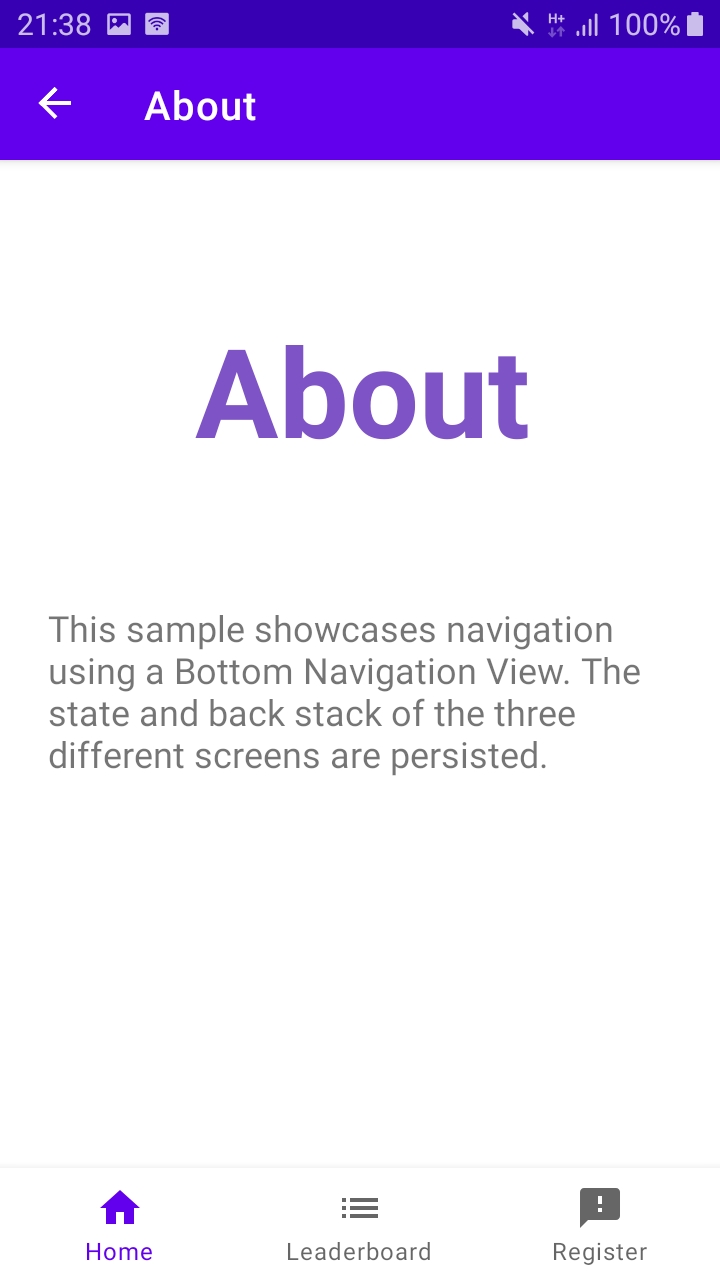 21:38
H+
100%
About
About
This sample showcases navigation
using a Bottom Navigation View. The
state and back stack of the three
different screens are persisted.
Home
Leaderboard
Register